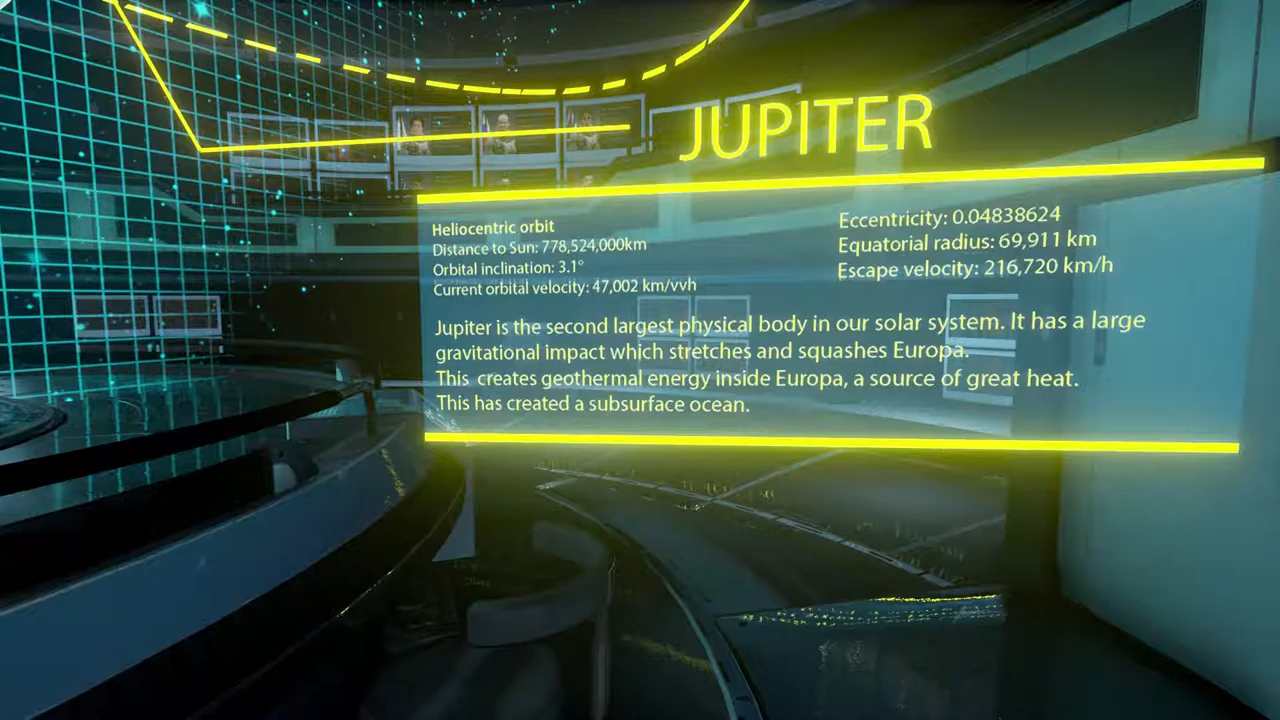 JUPITER
Heliocentric orbit
Distance to Sun: 778,524,000km
Orbital inclination: 3.1°
Current orbital velocity: 47,002 km/vvh
Eccentricity: 0.04838624
Equatorial radius: 69,911 km
Escape velocity: 216,720 km/h
Jupiter is the second largest physical body in our solar system. It has a large
gravitational impact which stretches and squashes Europa.
This creates geothermal energy inside Europa, a source of great heat.
This has created a subsurface ocean.